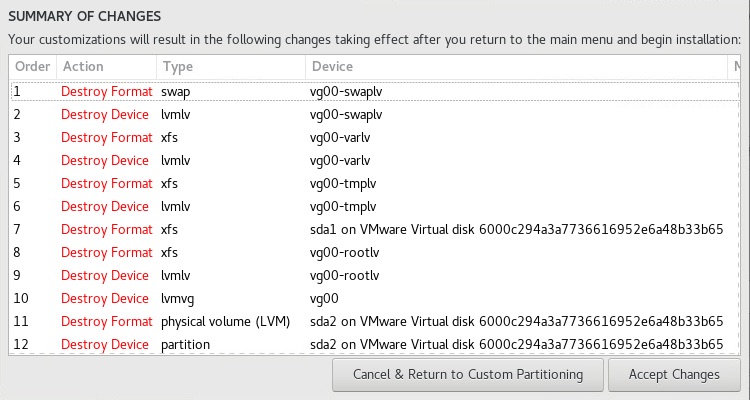 SUMMARY OF CHANGES
Your customizations will result in the following changes taking effect after you return to the main menu and begin installation:
Order Action Type Device
1 Destroy Format swap vg00-swaplv
2 Destroy Device lvmlv vg00-swaplv
3 Destroy Format xfs vg00-varlv
4 Destroy Device lvmlv vg00-varlv
5 Destroy Format xfs vg00-tmplv
6 Destroy Device lvmlv vg00-tmplv
7 Destroy Format xfs sda1 on VMware Virtual disk 6000c294a3a7736616952e6a48b33b65
8 Destroy Format xfs vg00-rootlv
9 Destroy Device lvmlv vg00-rootlv
10 Destroy Device lvmvg vg00
11 Destroy Format physical volume (LVM) sda2 on VMware Virtual disk 6000c294a3a7736616952e6a48b33b65
12 Destroy Device partition sda2 on VMware Virtual disk 6000c294a3a7736616952e6a48b33b65
Cancel & Return to Custom Partitioning Accept Changes